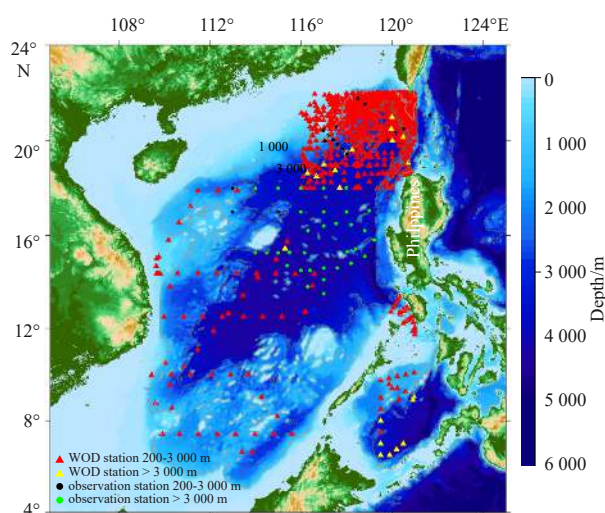 108° 112° 116° 120° 124°E
24°
N
20°
16°
12°
8°
4°
1 000
3 000
Philippines
WOD station 200-3 000 m
WOD station > 3 000 m
observation station 200-3 000 m
observation station > 3 000 m
0
1 000
2 000
3 000
4 000
5 000
6 000
Depth/m